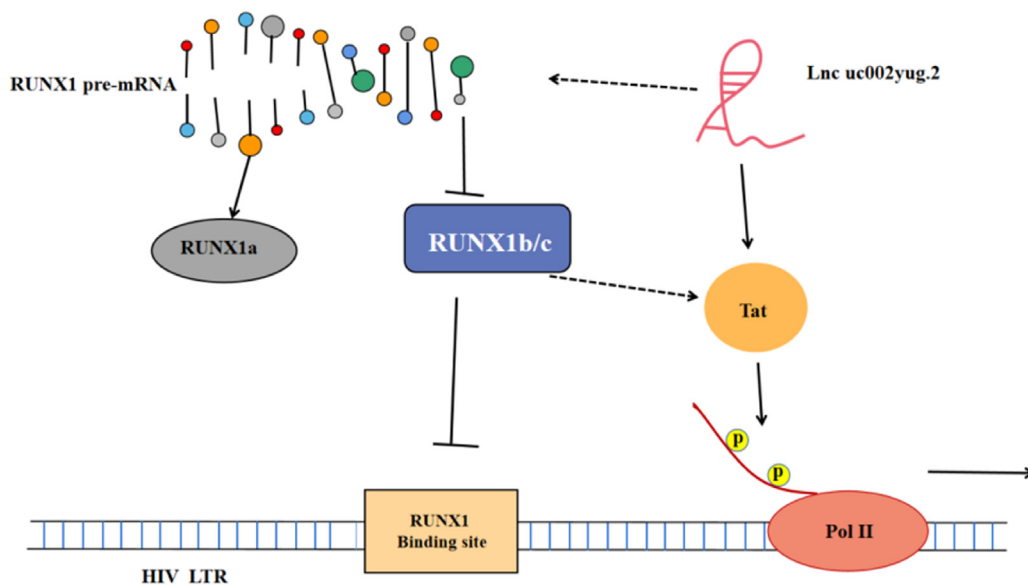 Lnc uc002yug.2
RUNX1 pre-mRNA
RUNX1a
RUNX1b/c
Tat
p
p
RUNX1
Binding site
Pol II
HIV LTR